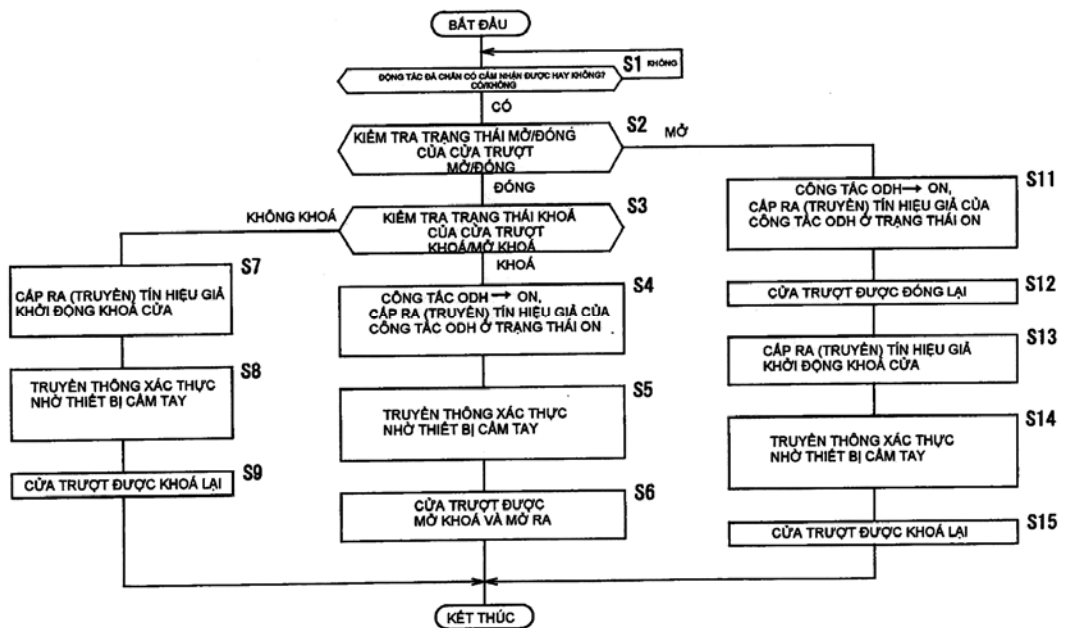 BẮT ĐẦU
S1 KHÔNG
ĐỘNG TÁC ĐÁ CHÂN CÓ CẢM NHẬN ĐƯỢC HAY KHÔNG?
CÓ/KHÔNG
CÓ
S2 MỞ
KIỂM TRA TRẠNG THÁI MỞ/ĐÓNG
CỦA CỬA TRƯỢT
MỞ/ĐÓNG
ĐÓNG
S3
KHÔNG KHOÁ
KIỂM TRA TRẠNG THÁI KHOÁ
CỦA CỬA TRƯỢT
KHOÁ/MỞ KHOÁ
KHOÁ
S7
CẤP RA (TRUYỀN) TÍN HIỆU GIẢ
KHỞI ĐỘNG KHOÁ CỬA
S8
TRUYỀN THÔNG XÁC THỰC
NHỜ THIẾT BỊ CẦM TAY
S9
CỬA TRƯỢT ĐƯỢC KHOÁ LẠI
S4
CÔNG TẮC ODH → ON,
CẤP RA (TRUYỀN) TÍN HIỆU GIẢ CỦA
CÔNG TẮC ODH Ở TRẠNG THÁI ON
S5
TRUYỀN THÔNG XÁC THỰC
NHỜ THIẾT BỊ CẦM TAY
S6
CỬA TRƯỢT ĐƯỢC
MỞ KHOÁ VÀ MỞ RA
S11
CÔNG TẮC ODH → ON,
CẤP RA (TRUYỀN) TÍN HIỆU GIẢ CỦA
CÔNG TẮC ODH Ở TRẠNG THÁI ON
S12
CỬA TRƯỢT ĐƯỢC ĐÓNG LẠI
S13
CẤP RA (TRUYỀN) TÍN HIỆU GIẢ
KHỞI ĐỘNG KHOÁ CỬA
S14
TRUYỀN THÔNG XÁC THỰC
NHỜ THIẾT BỊ CẦM TAY
S15
CỬA TRƯỢT ĐƯỢC KHOÁ LẠI
KẾT THÚC